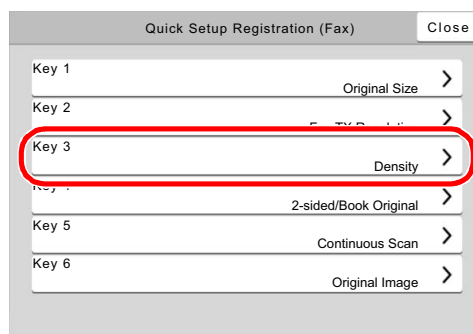 Quick Setup Registration (Fax)
Close
Key 1
Original Size
Key 2
Key 3
Density
2-sided/Book Original
Key 5
Continuous Scan
Key 6
Original Image